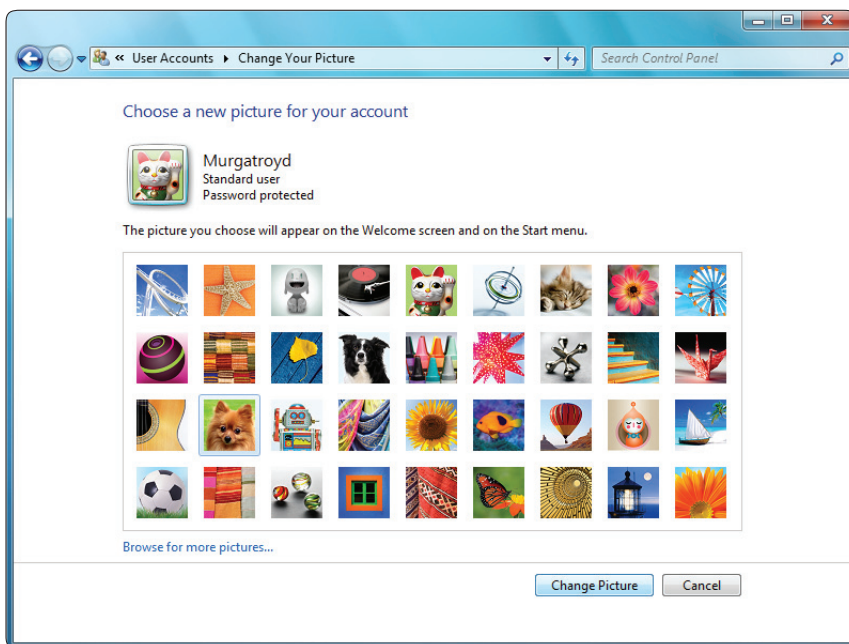 « User Accounts ▸ Change Your Picture
Search Control Panel
Choose a new picture for your account
Murgatroyd
Standard user
Password protected
The picture you choose will appear on the Welcome screen and on the Start menu.
Browse for more pictures...
Change Picture
Cancel